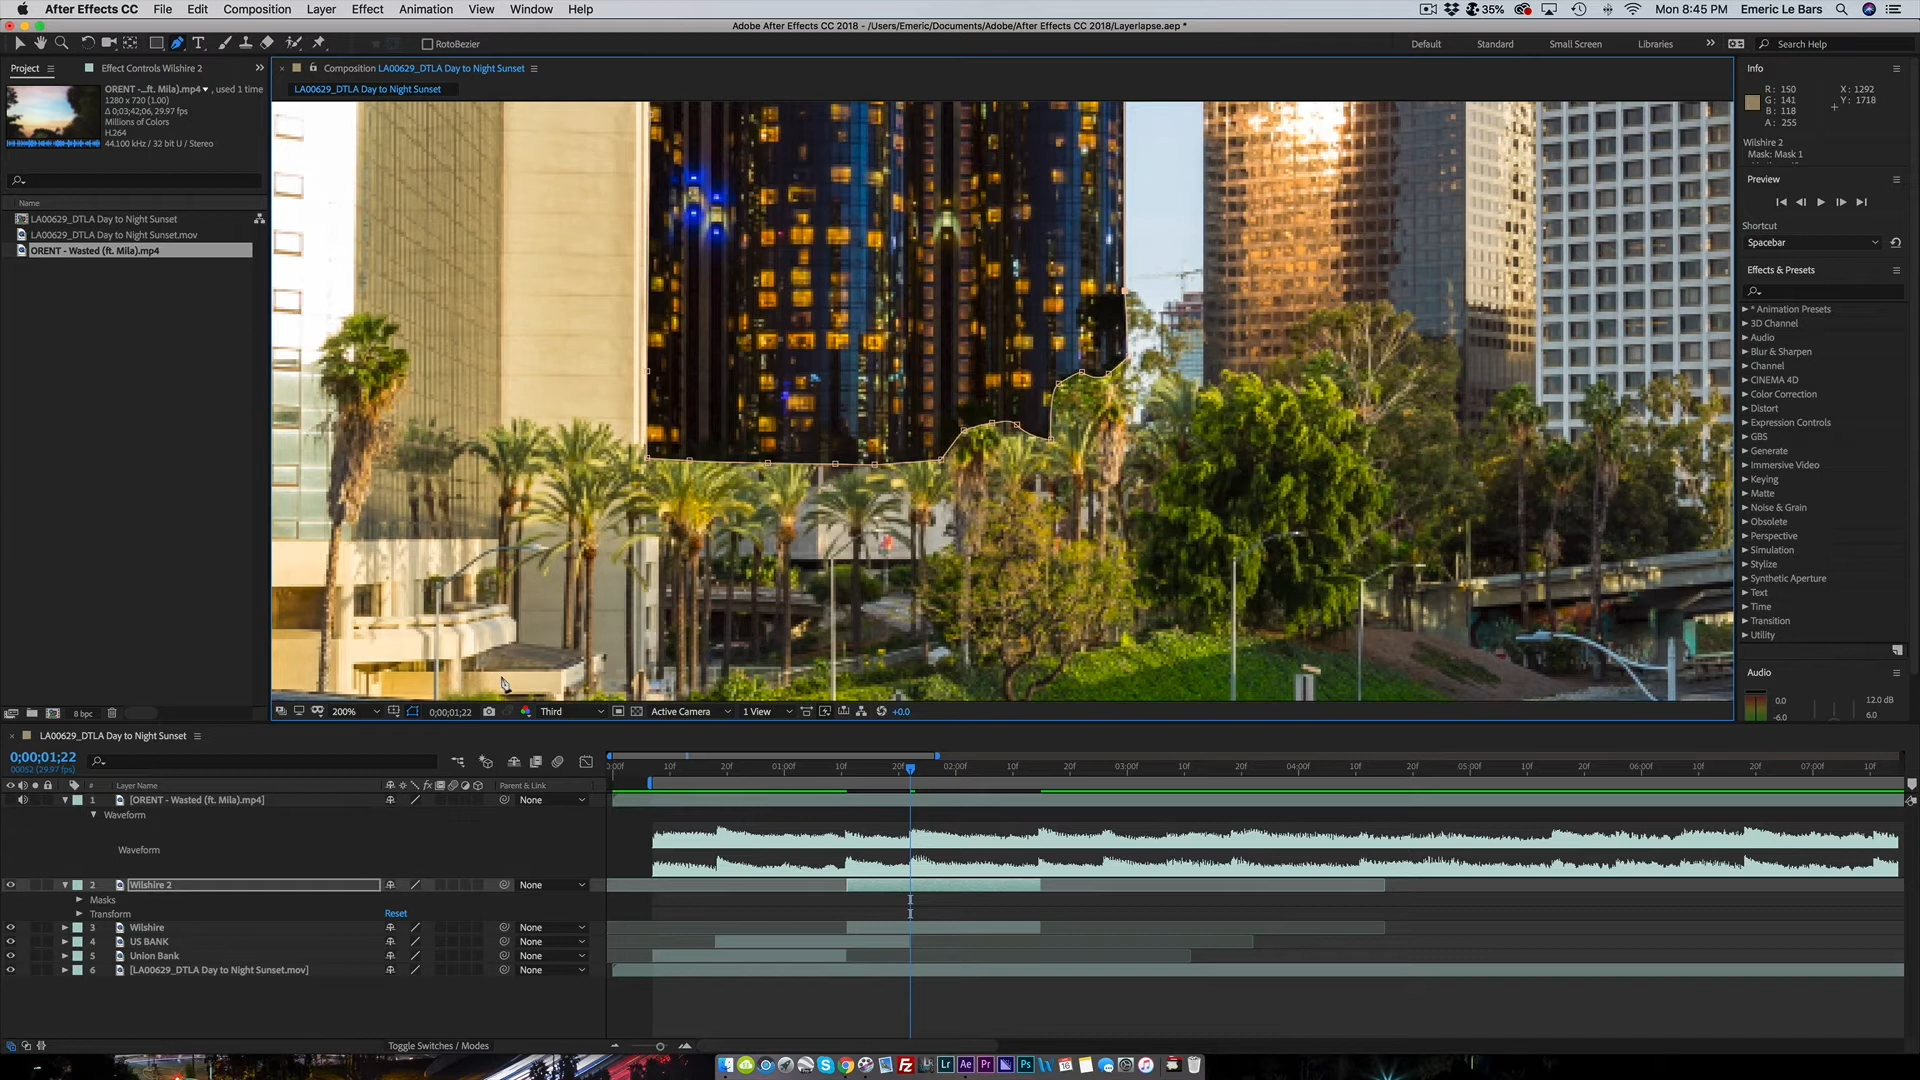 After Effects CC File Edit Composition Layer Effect Animation View Window Help
35% Mon 8:45 PM Emeric Le Bars
Adobe After Effects CC 2018 - /Users/Emeric/Documents/Adobe/After Effects CC 2018/Layerlapse.aep *
RotoBezier Default Standard Small Screen Libraries Search Help
Project Effect Controls Wilshire 2
Composition LA00629_DTLA Day to Night Sunset
LA00629_DTLA Day to Night Sunset
ORENT -...ft. Mila).mp4 , used 1 time
1280 x 720 (1.00)
Δ 0;03;42;06, 29.97 fps
Millions of Colors
H.264
44.100 kHz / 32 bit U / Stereo
Name
LA00629_DTLA Day to Night Sunset
LA00629_DTLA Day to Night Sunset.mov
ORENT - Wasted (ft. Mila).mp4
8 bpc
200% 0;00;01;22 Third Active Camera 1 View +0.0
Info
R: 150 X: 1292
G: 141 Y: 1718
B: 118
A: 255
Wilshire 2
Mask: Mask 1
Preview
Shortcut
Spacebar
Effects & Presets
* Animation Presets
3D Channel
Audio
Blur & Sharpen
Channel
CINEMA 4D
Color Correction
Distort
Expression Controls
GBS
Generate
Immersive Video
Keying
Matte
Noise & Grain
Obsolete
Perspective
Simulation
Stylize
Synthetic Aperture
Text
Time
Transition
Utility
Audio
0.0 12.0 dB
-6.0 6.0
LA00629_DTLA Day to Night Sunset
0;00;01;22
00052 (29.97 fps)
0:00f 10f 20f 01:00f 10f 20f 02:00f 10f 20f 03:00f 10f 20f 04:00f 10f 20f 05:00f 10f 20f 06:00f 10f 20f 07:00f 10f
# Layer Name Parent & Link
1 [ORENT - Wasted (ft. Mila).mp4] None
Waveform
Waveform
2 Wilshire 2 None
Masks
Transform Reset
3 Wilshire None
4 US BANK None
5 Union Bank None
6 [LA00629_DTLA Day to Night Sunset.mov] None
Toggle Switches / Modes
Lr Ae Pr Ps